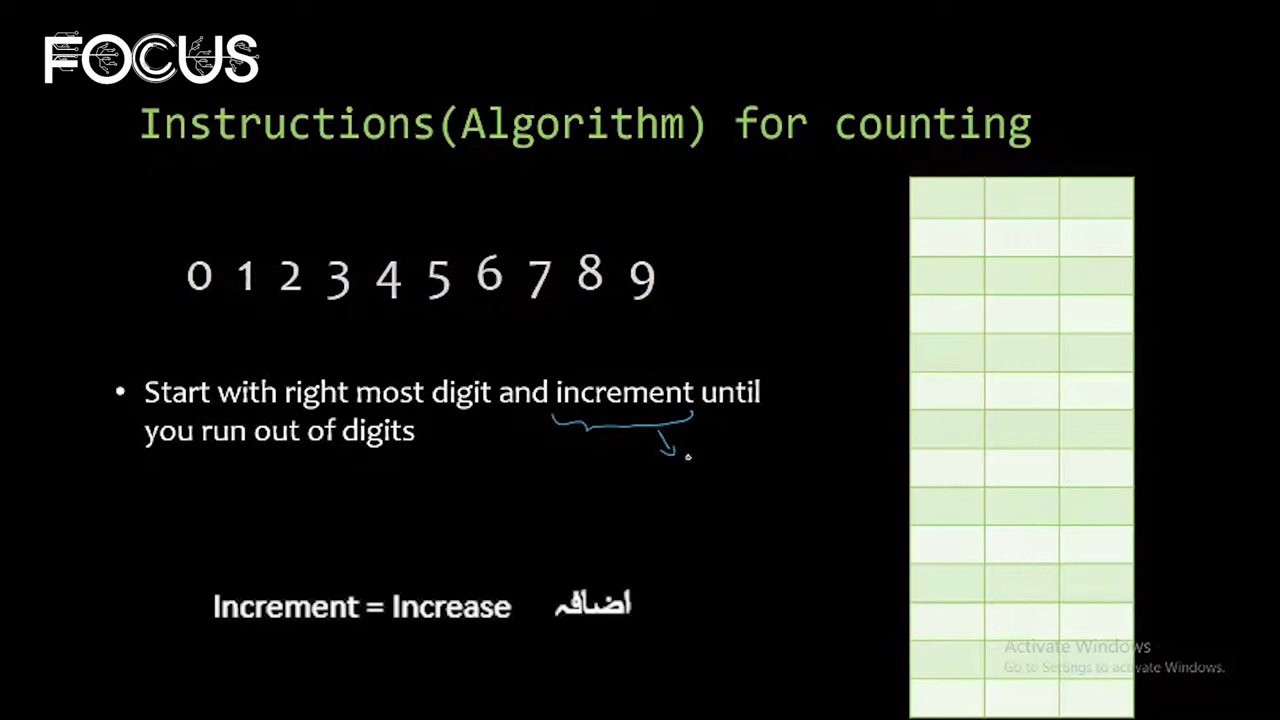 FOCUS
Instructions(Algorithm) for counting
0 1 2 3 4 5 6 7 8 9
• Start with right most digit and increment until
you run out of digits
Increment = Increase اضافہ
Activate Windows
Go to Settings to activate Windows.